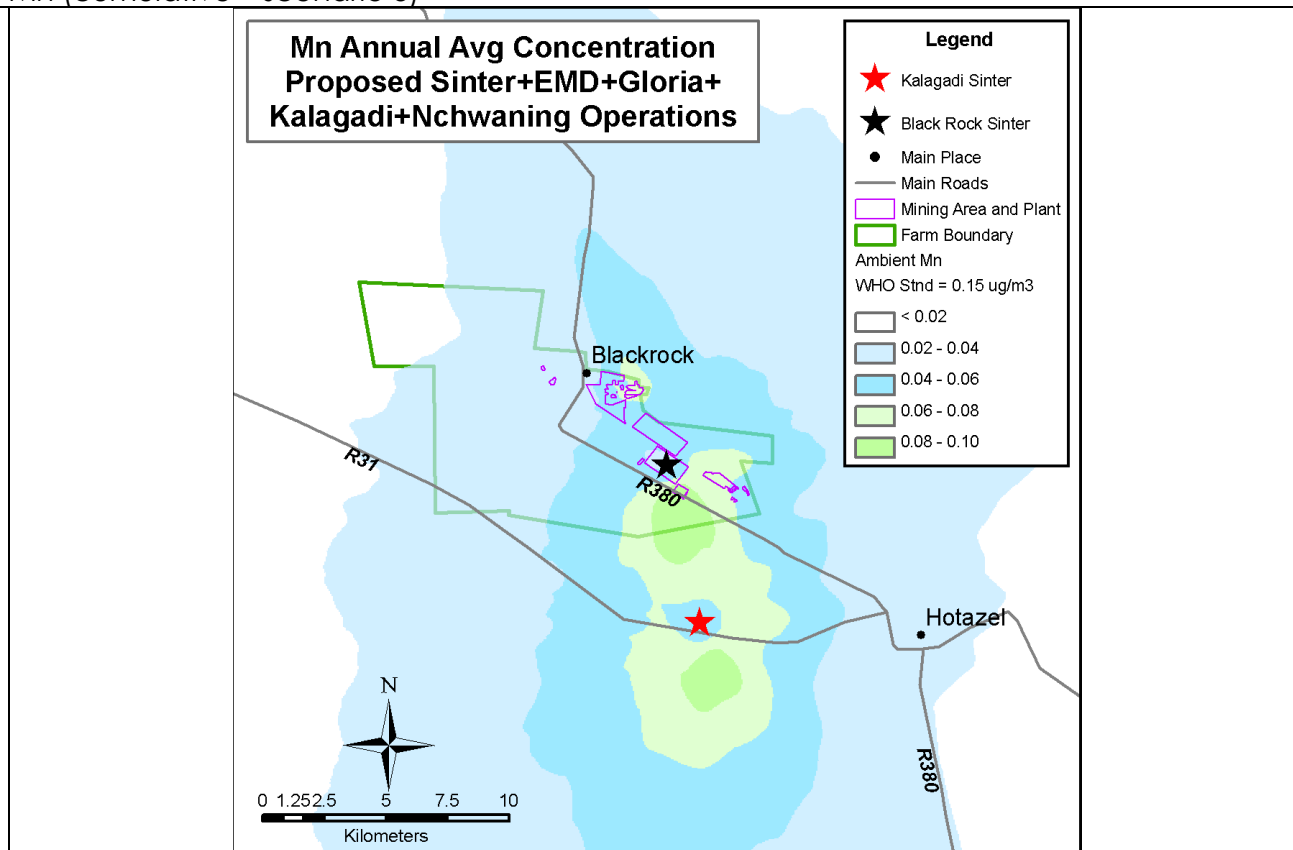 Mn Annual Avg Concentration
Proposed Sinter+EMD+Gloria+
Kalagadi+Nchwaning Operations
Legend
Kalagadi Sinter
Black Rock Sinter
Main Place
Main Roads
Mining Area and Plant
Farm Boundary
Ambient Mn
WHO Stnd = 0.15 ug/m3
< 0.02
0.02 - 0.04
0.04 - 0.06
0.06 - 0.08
0.08 - 0.10
Blackrock
R31
R380
Hotazel
R380
N
0 1.25 2.5 5 7.5 10
Kilometers